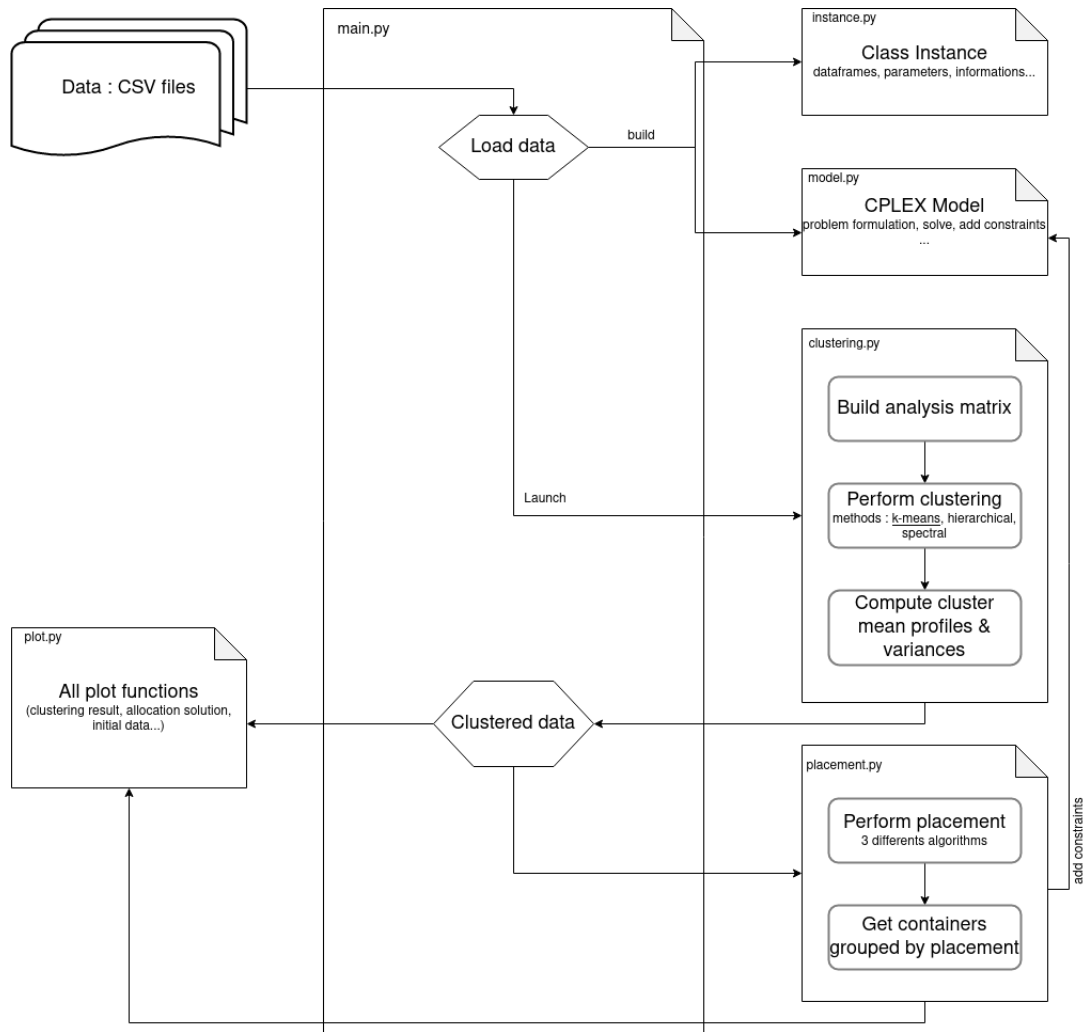 main.py
instance.py
Class Instance
dataframes, parameters, informations...
Data : CSV files
Load data
build
model.py
CPLEX Model
problem formulation, solve, add constraints
...
clustering.py
Build analysis matrix
Launch
Perform clustering
methods : k-means, hierarchical,
spectral
Compute cluster
mean profiles &
variances
plot.py
All plot functions
(clustering result, allocation solution,
initial data...)
Clustered data
placement.py
Perform placement
3 differents algorithms
add constraints
Get containers
grouped by placement